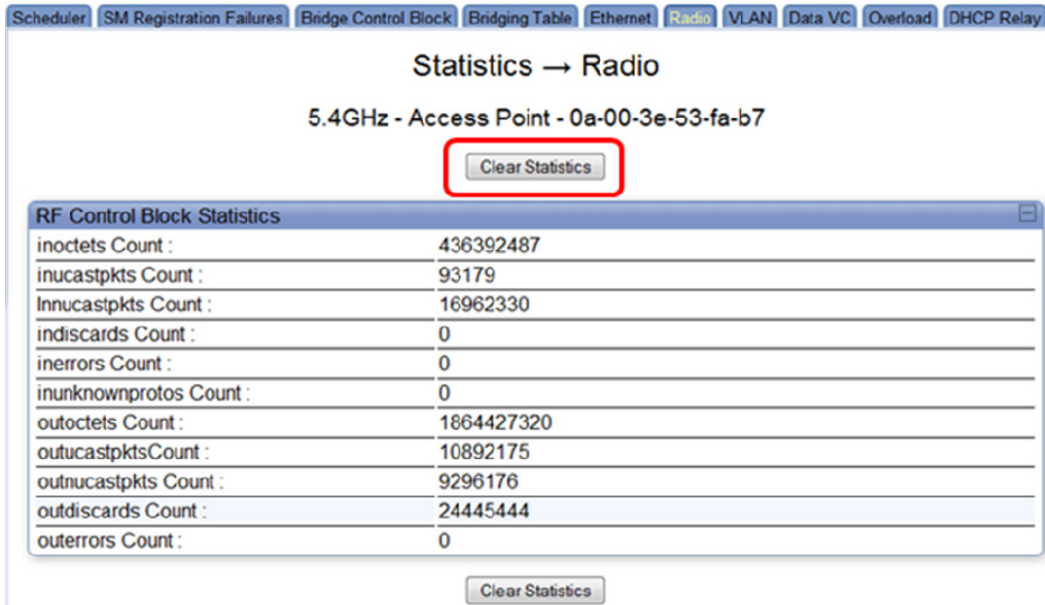 Scheduler SM Registration Failures Bridge Control Block Bridging Table Ethernet Radio VLAN Data VC Overload DHCP Relay
Statistics → Radio
5.4GHz - Access Point - 0a-00-3e-53-fa-b7
Clear Statistics
RF Control Block Statistics
inoctets Count : 436392487
inucastpkts Count : 93179
Innucastpkts Count : 16962330
indiscards Count : 0
inerrors Count : 0
inunknownprotos Count : 0
outoctets Count : 1864427320
outucastpktsCount : 10892175
outnucastpkts Count : 9296176
outdiscards Count : 24445444
outerrors Count : 0
Clear Statistics